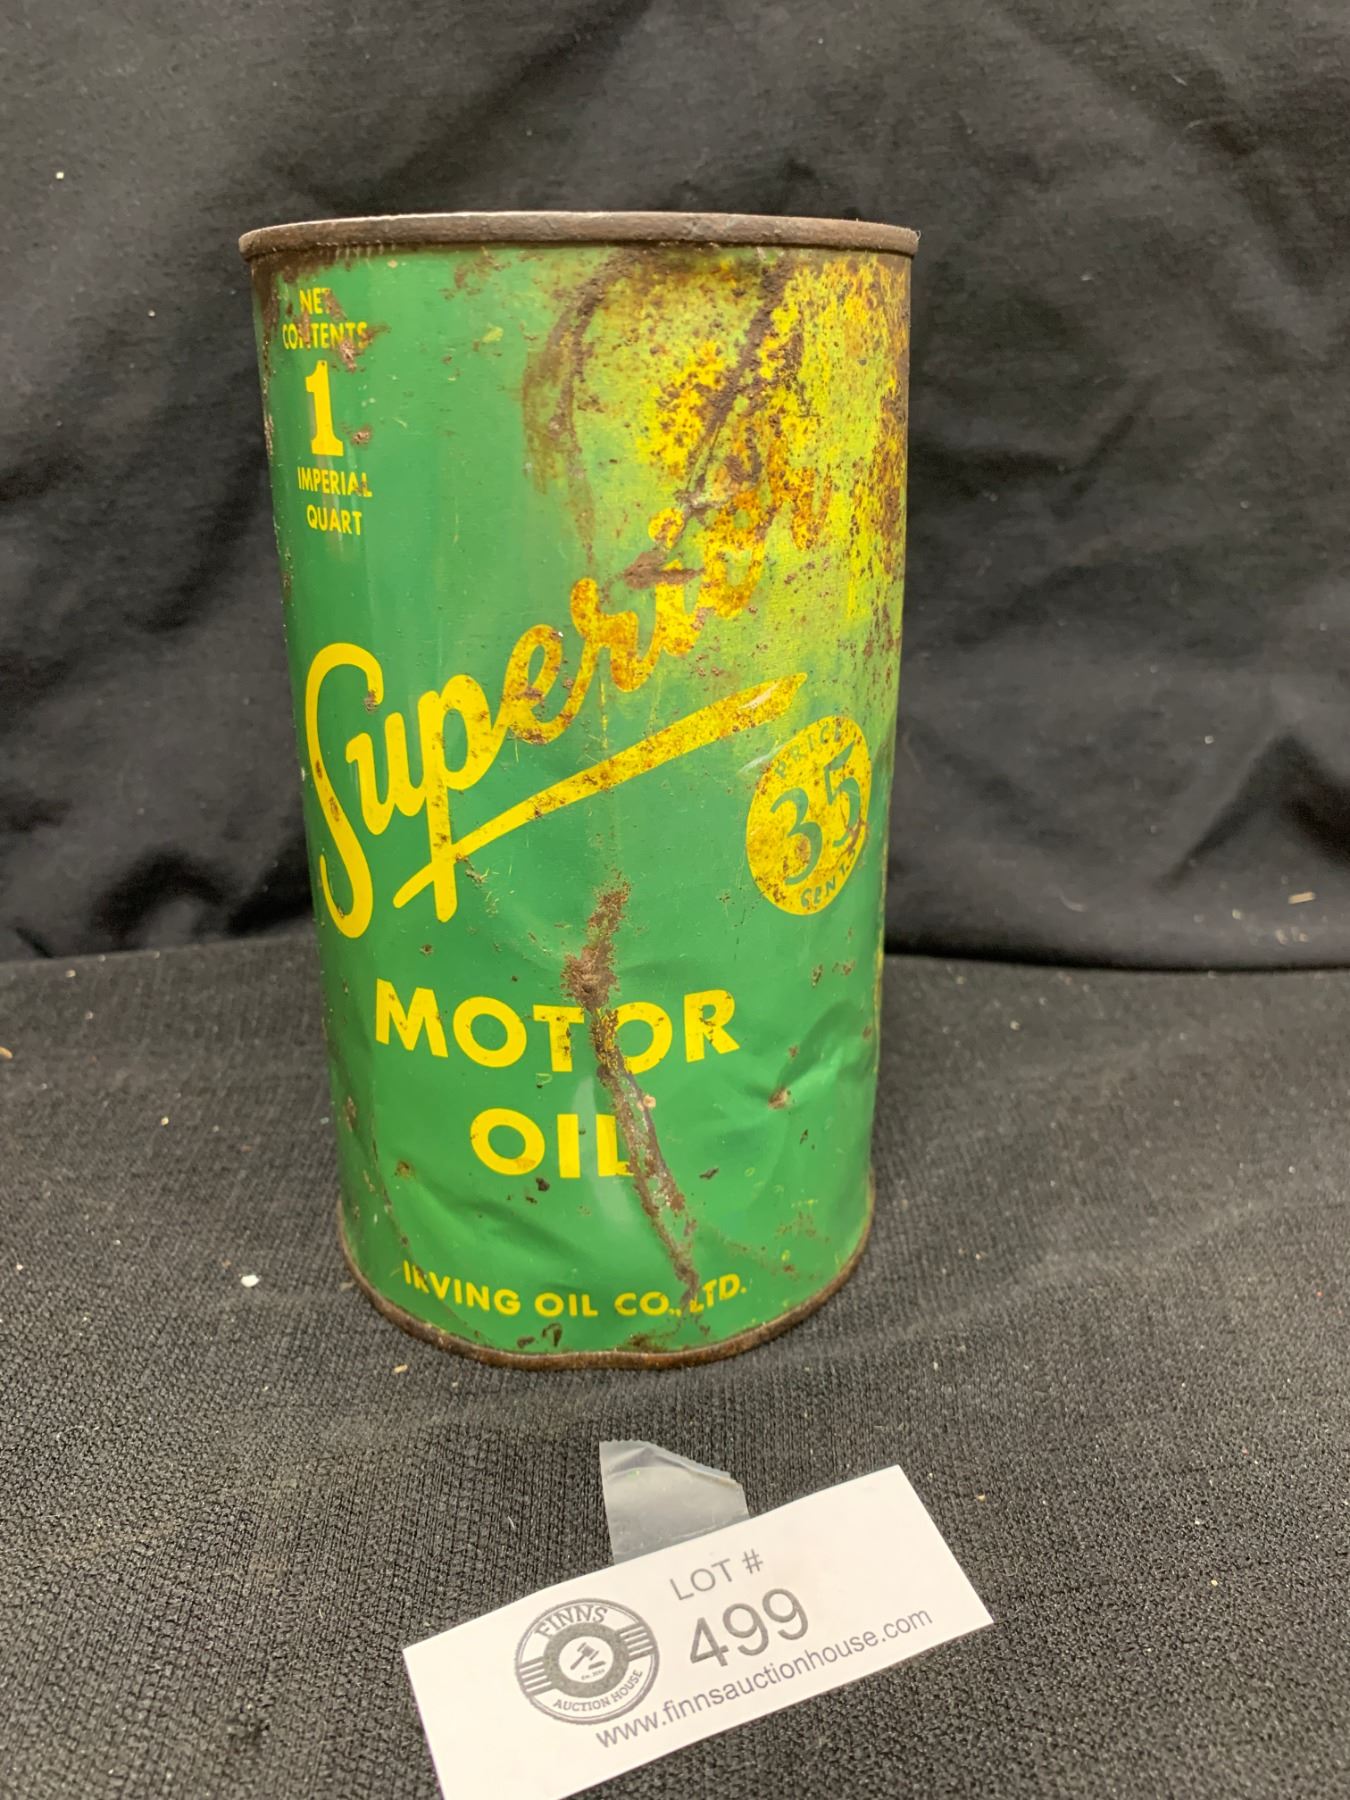 NET
CONTENTS
1
IMPERIAL
QUART
Superior
PRICE
35
CENTS
MOTOR
OIL
IRVING OIL CO., LTD.
LOT #
499
FINNS
AUCTION HOUSE
www.finnsauctionhouse.com